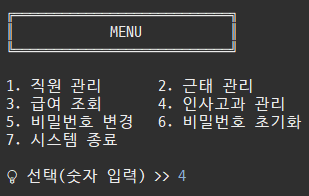 MENU
1. 직원 관리 2. 근태 관리
3. 급여 조회 4. 인사고과 관리
5. 비밀번호 변경 6. 비밀번호 초기화
7. 시스템 종료
선택(숫자 입력) >> 4